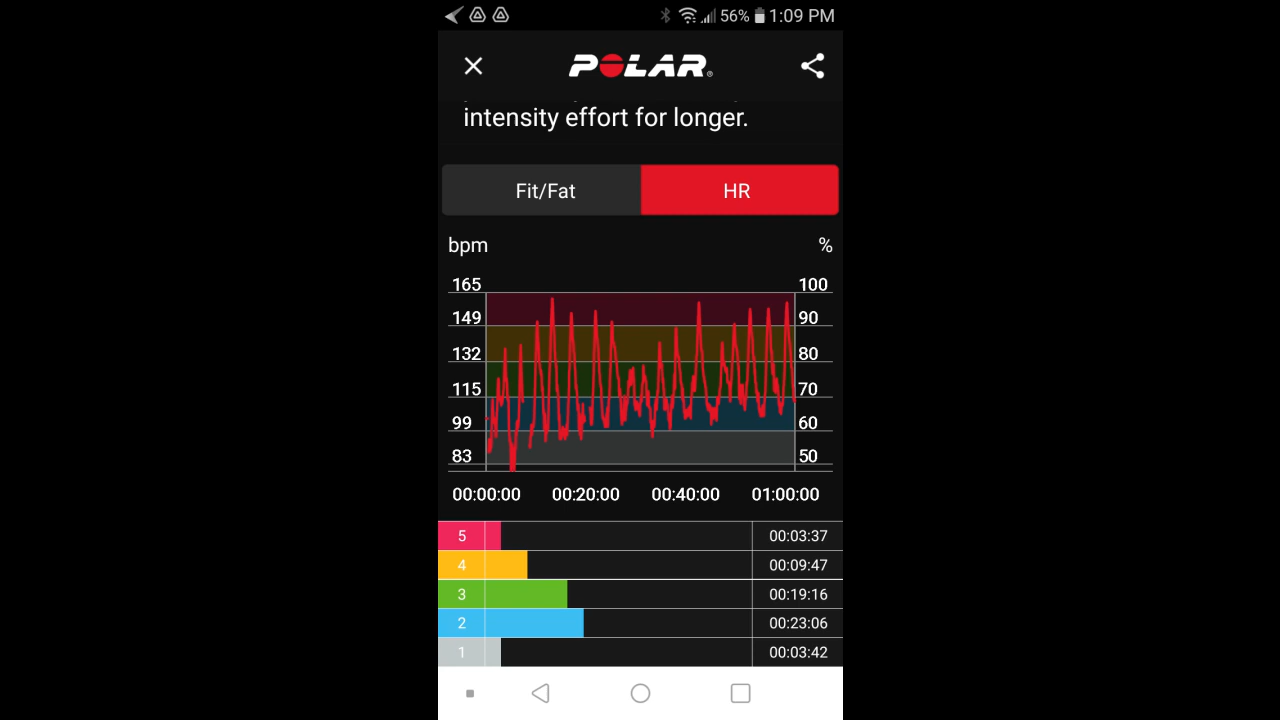 56% 1:09 PM
POLAR®
intensity effort for longer.
Fit/Fat HR
bpm %
165 100
149 90
132 80
115 70
99 60
83 50
00:00:00 00:20:00 00:40:00 01:00:00
5 00:03:37
4 00:09:47
3 00:19:16
2 00:23:06
1 00:03:42